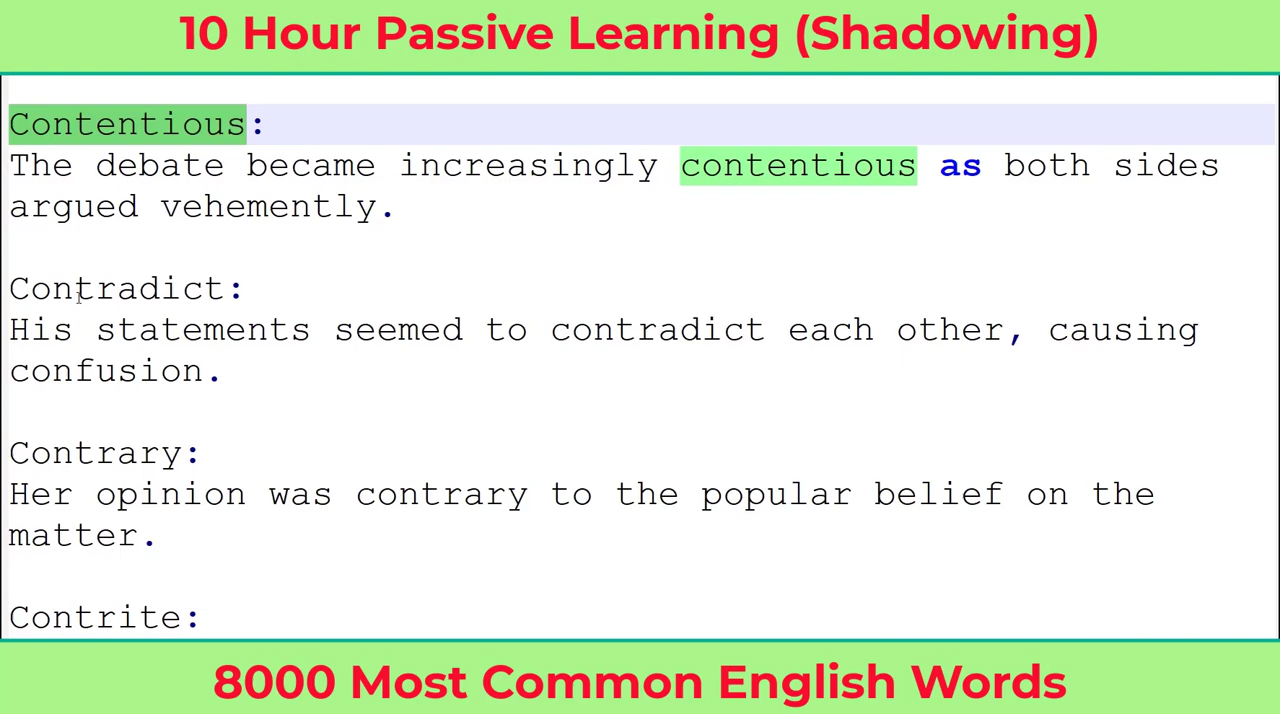 10 Hour Passive Learning (Shadowing)
Contentious:
The debate became increasingly contentious as both sides
argued vehemently.
Contradict:
His statements seemed to contradict each other, causing
confusion.
Contrary:
Her opinion was contrary to the popular belief on the
matter.
Contrite:
8000 Most Common English Words